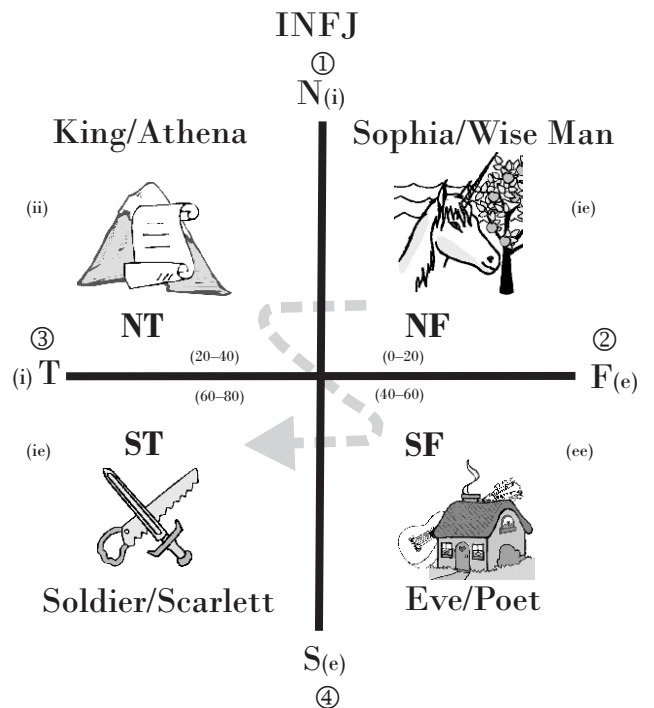 INFJ
①
N(i)
King/Athena
Sophia/Wise Man
(ii)
(ie)
NT
NF
③
②
(20–40)
(0–20)
(i) T
F(e)
(60–80)
(40–60)
ST
SF
(ie)
(ee)
Soldier/Scarlett
Eve/Poet
S(e)
④